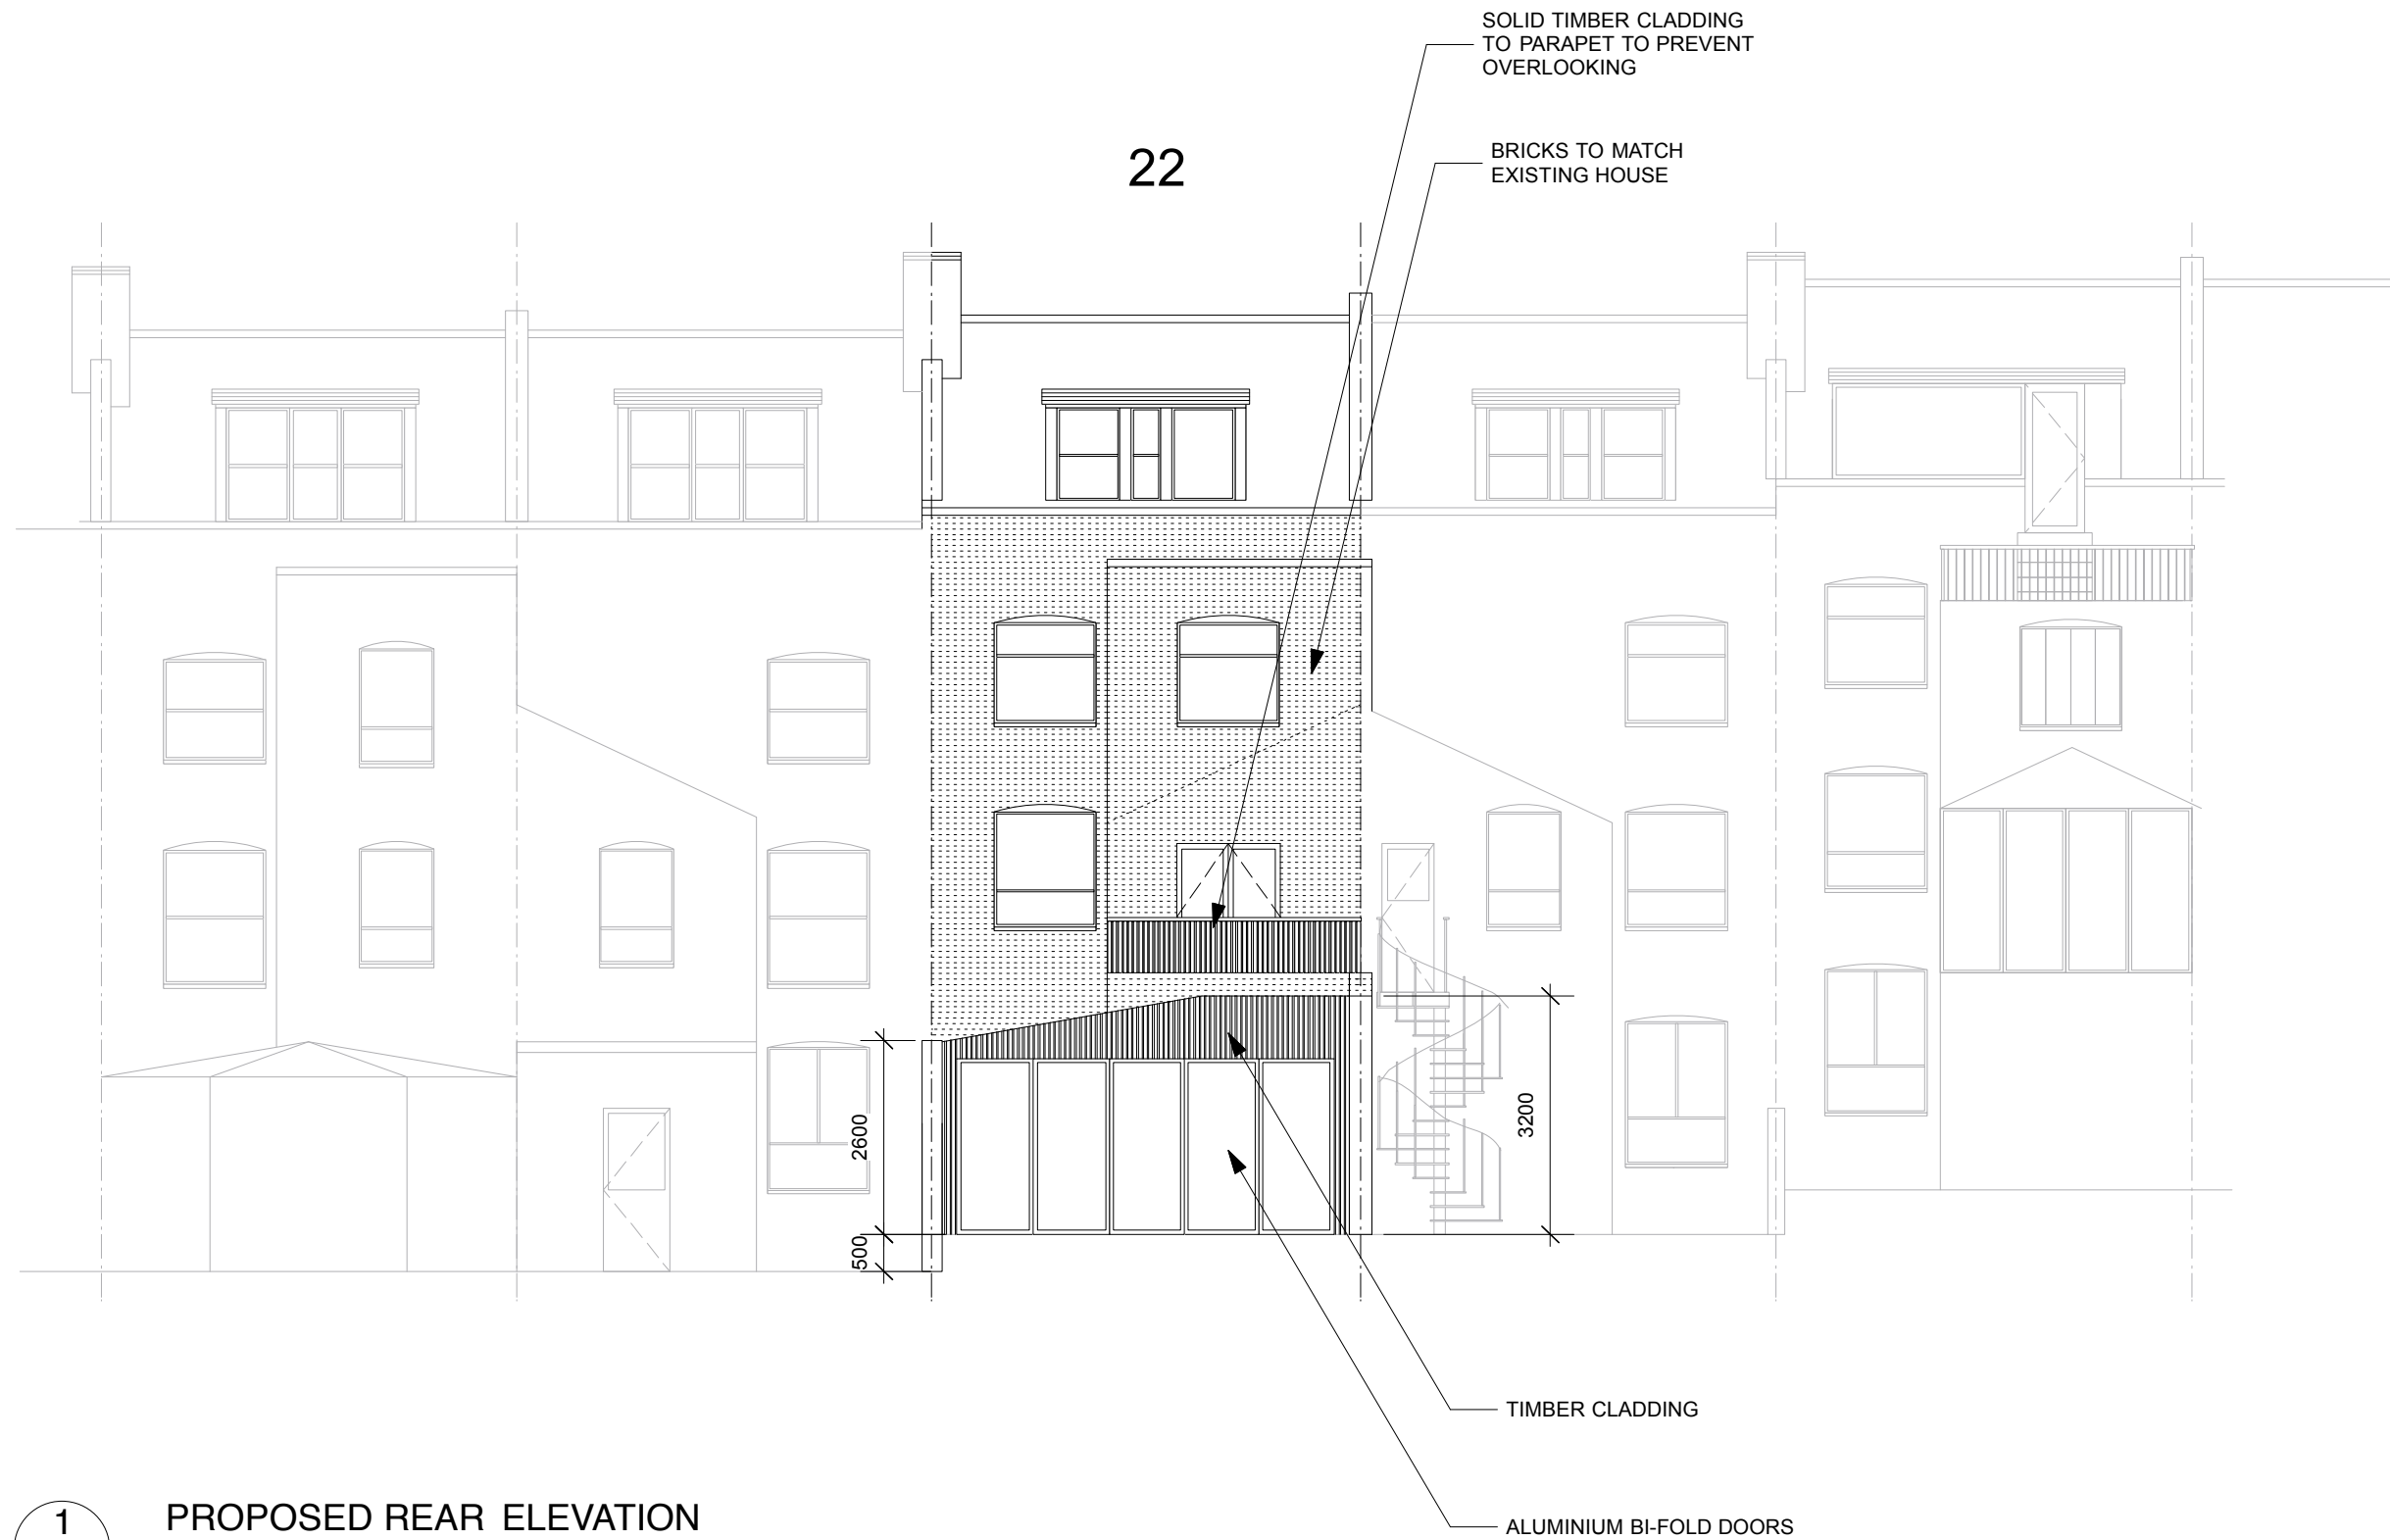 SOLID TIMBER CLADDING
TO PARAPET TO PREVENT
OVERLOOKING
22
BRICKS TO MATCH
EXISTING HOUSE
2600
3200
500
TIMBER CLADDING
1
PROPOSED REAR ELEVATION
ALUMINIUM BI-FOLD DOORS